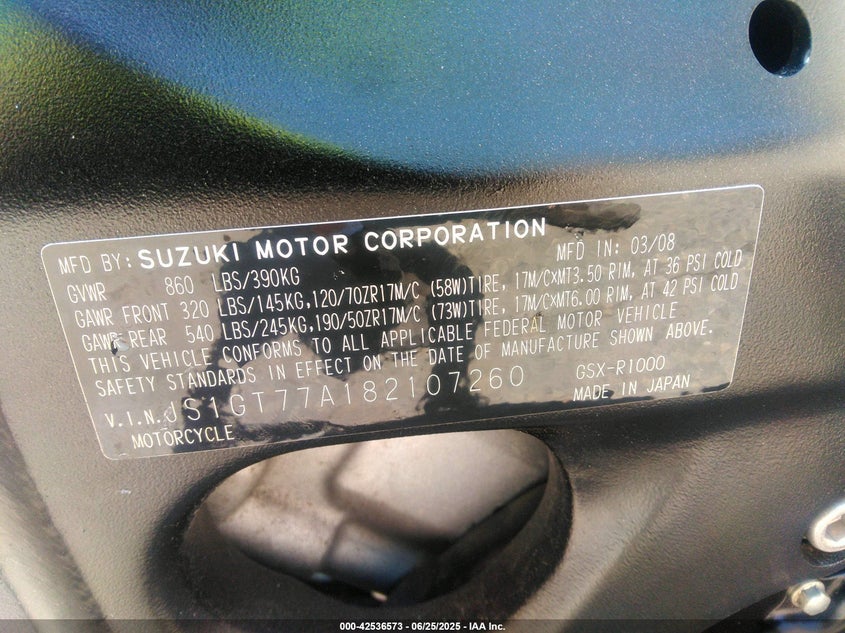 MFD BY: SUZUKI MOTOR CORPORATION MFD IN: 03/08
GVWR 860 LBS/390KG
GAWR FRONT 320 LBS/145KG,120/70ZR17M/C (58W)TIRE, 17M/CxMT3.50 RIM, AT 36 PSI COLD
GAWR REAR 540 LBS/245KG,190/50ZR17M/C (73W)TIRE, 17M/CxMT6.00 RIM, AT 42 PSI COLD
THIS VEHICLE CONFORMS TO ALL APPLICABLE FEDERAL MOTOR VEHICLE
SAFETY STANDARDS IN EFFECT ON THE DATE OF MANUFACTURE SHOWN ABOVE.
V.I.N. JS1GT77A182107260 GSX-R1000
MOTORCYCLE MADE IN JAPAN
000-42536573 - 06/25/2025 - IAA Inc.